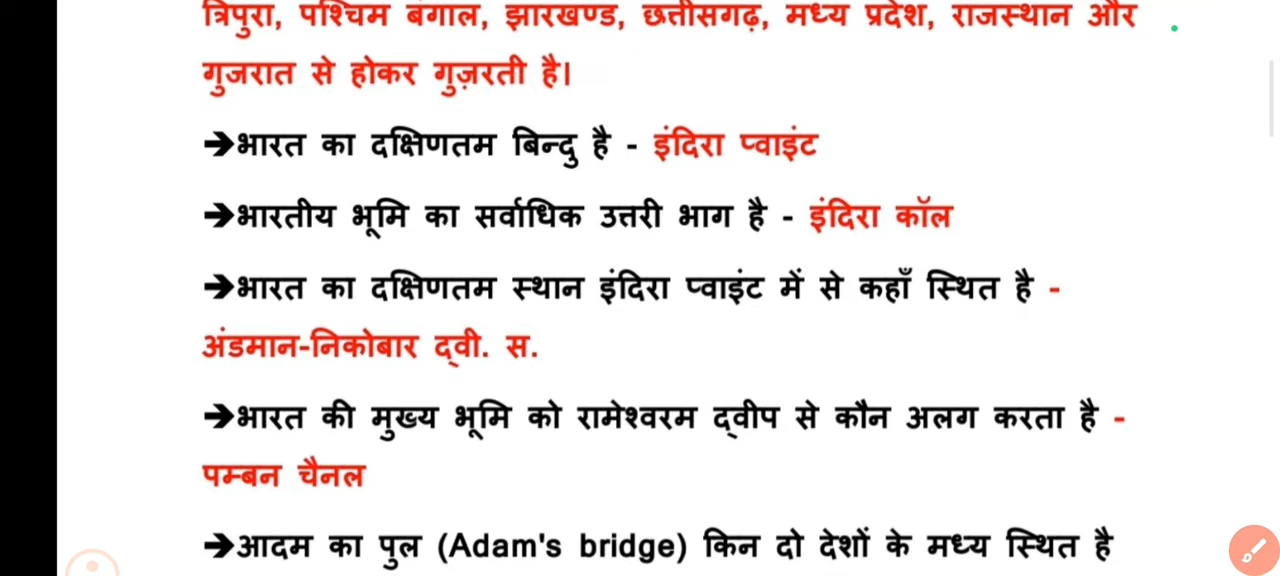 त्रिपुरा, पश्चिम बंगाल, झारखण्ड, छत्तीसगढ़, मध्य प्रदेश, राजस्थान और
गुजरात से होकर गुज़रती है।
➔भारत का दक्षिणतम बिन्दु है - इंदिरा प्वाइंट
➔भारतीय भूमि का सर्वाधिक उत्तरी भाग है - इंदिरा कॉल
➔भारत का दक्षिणतम स्थान इंदिरा प्वाइंट में से कहाँ स्थित है -
अंडमान-निकोबार द्वी. स.
➔भारत की मुख्य भूमि को रामेश्वरम द्वीप से कौन अलग करता है -
पम्बन चैनल
➔आदम का पुल (Adam's bridge) किन दो देशों के मध्य स्थित है